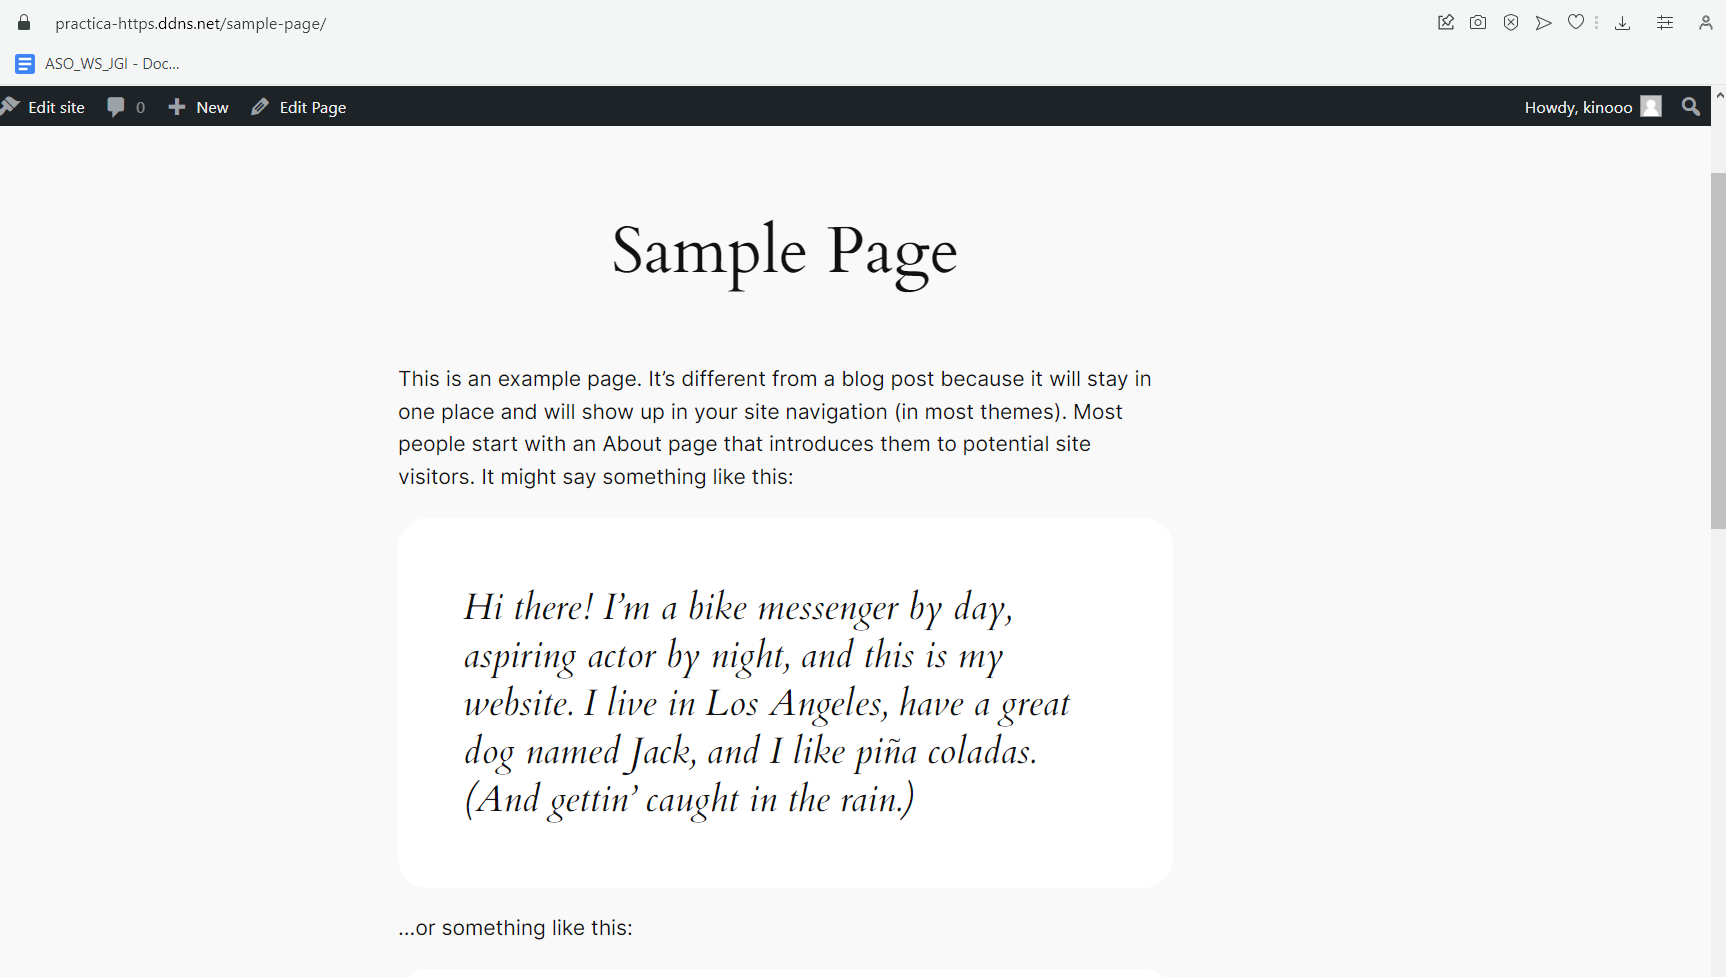 practica-https.ddns.net/sample-page/
ASO_WS_JGI - Doc...
Edit site 0 New Edit Page Howdy, kinooo
Sample Page
This is an example page. It’s different from a blog post because it will stay in
one place and will show up in your site navigation (in most themes). Most
people start with an About page that introduces them to potential site
visitors. It might say something like this:
Hi there! I’m a bike messenger by day,
aspiring actor by night, and this is my
website. I live in Los Angeles, have a great
dog named Jack, and I like piña coladas.
(And gettin’ caught in the rain.)
…or something like this: